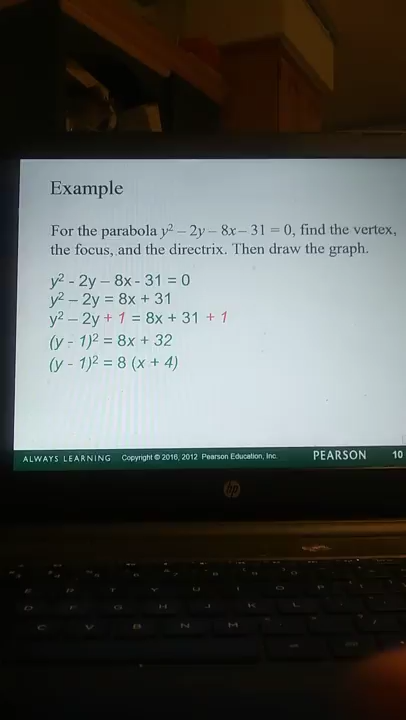 Example
For the parabola y² – 2y – 8x – 31 = 0, find the vertex,
the focus, and the directrix. Then draw the graph.
y² - 2y – 8x - 31 = 0
y² – 2y = 8x + 31
y² – 2y + 1 = 8x + 31 + 1
(y - 1)² = 8x + 32
(y - 1)² = 8 (x + 4)
ALWAYS LEARNING Copyright © 2016, 2012 Pearson Education, Inc. PEARSON 10
hp